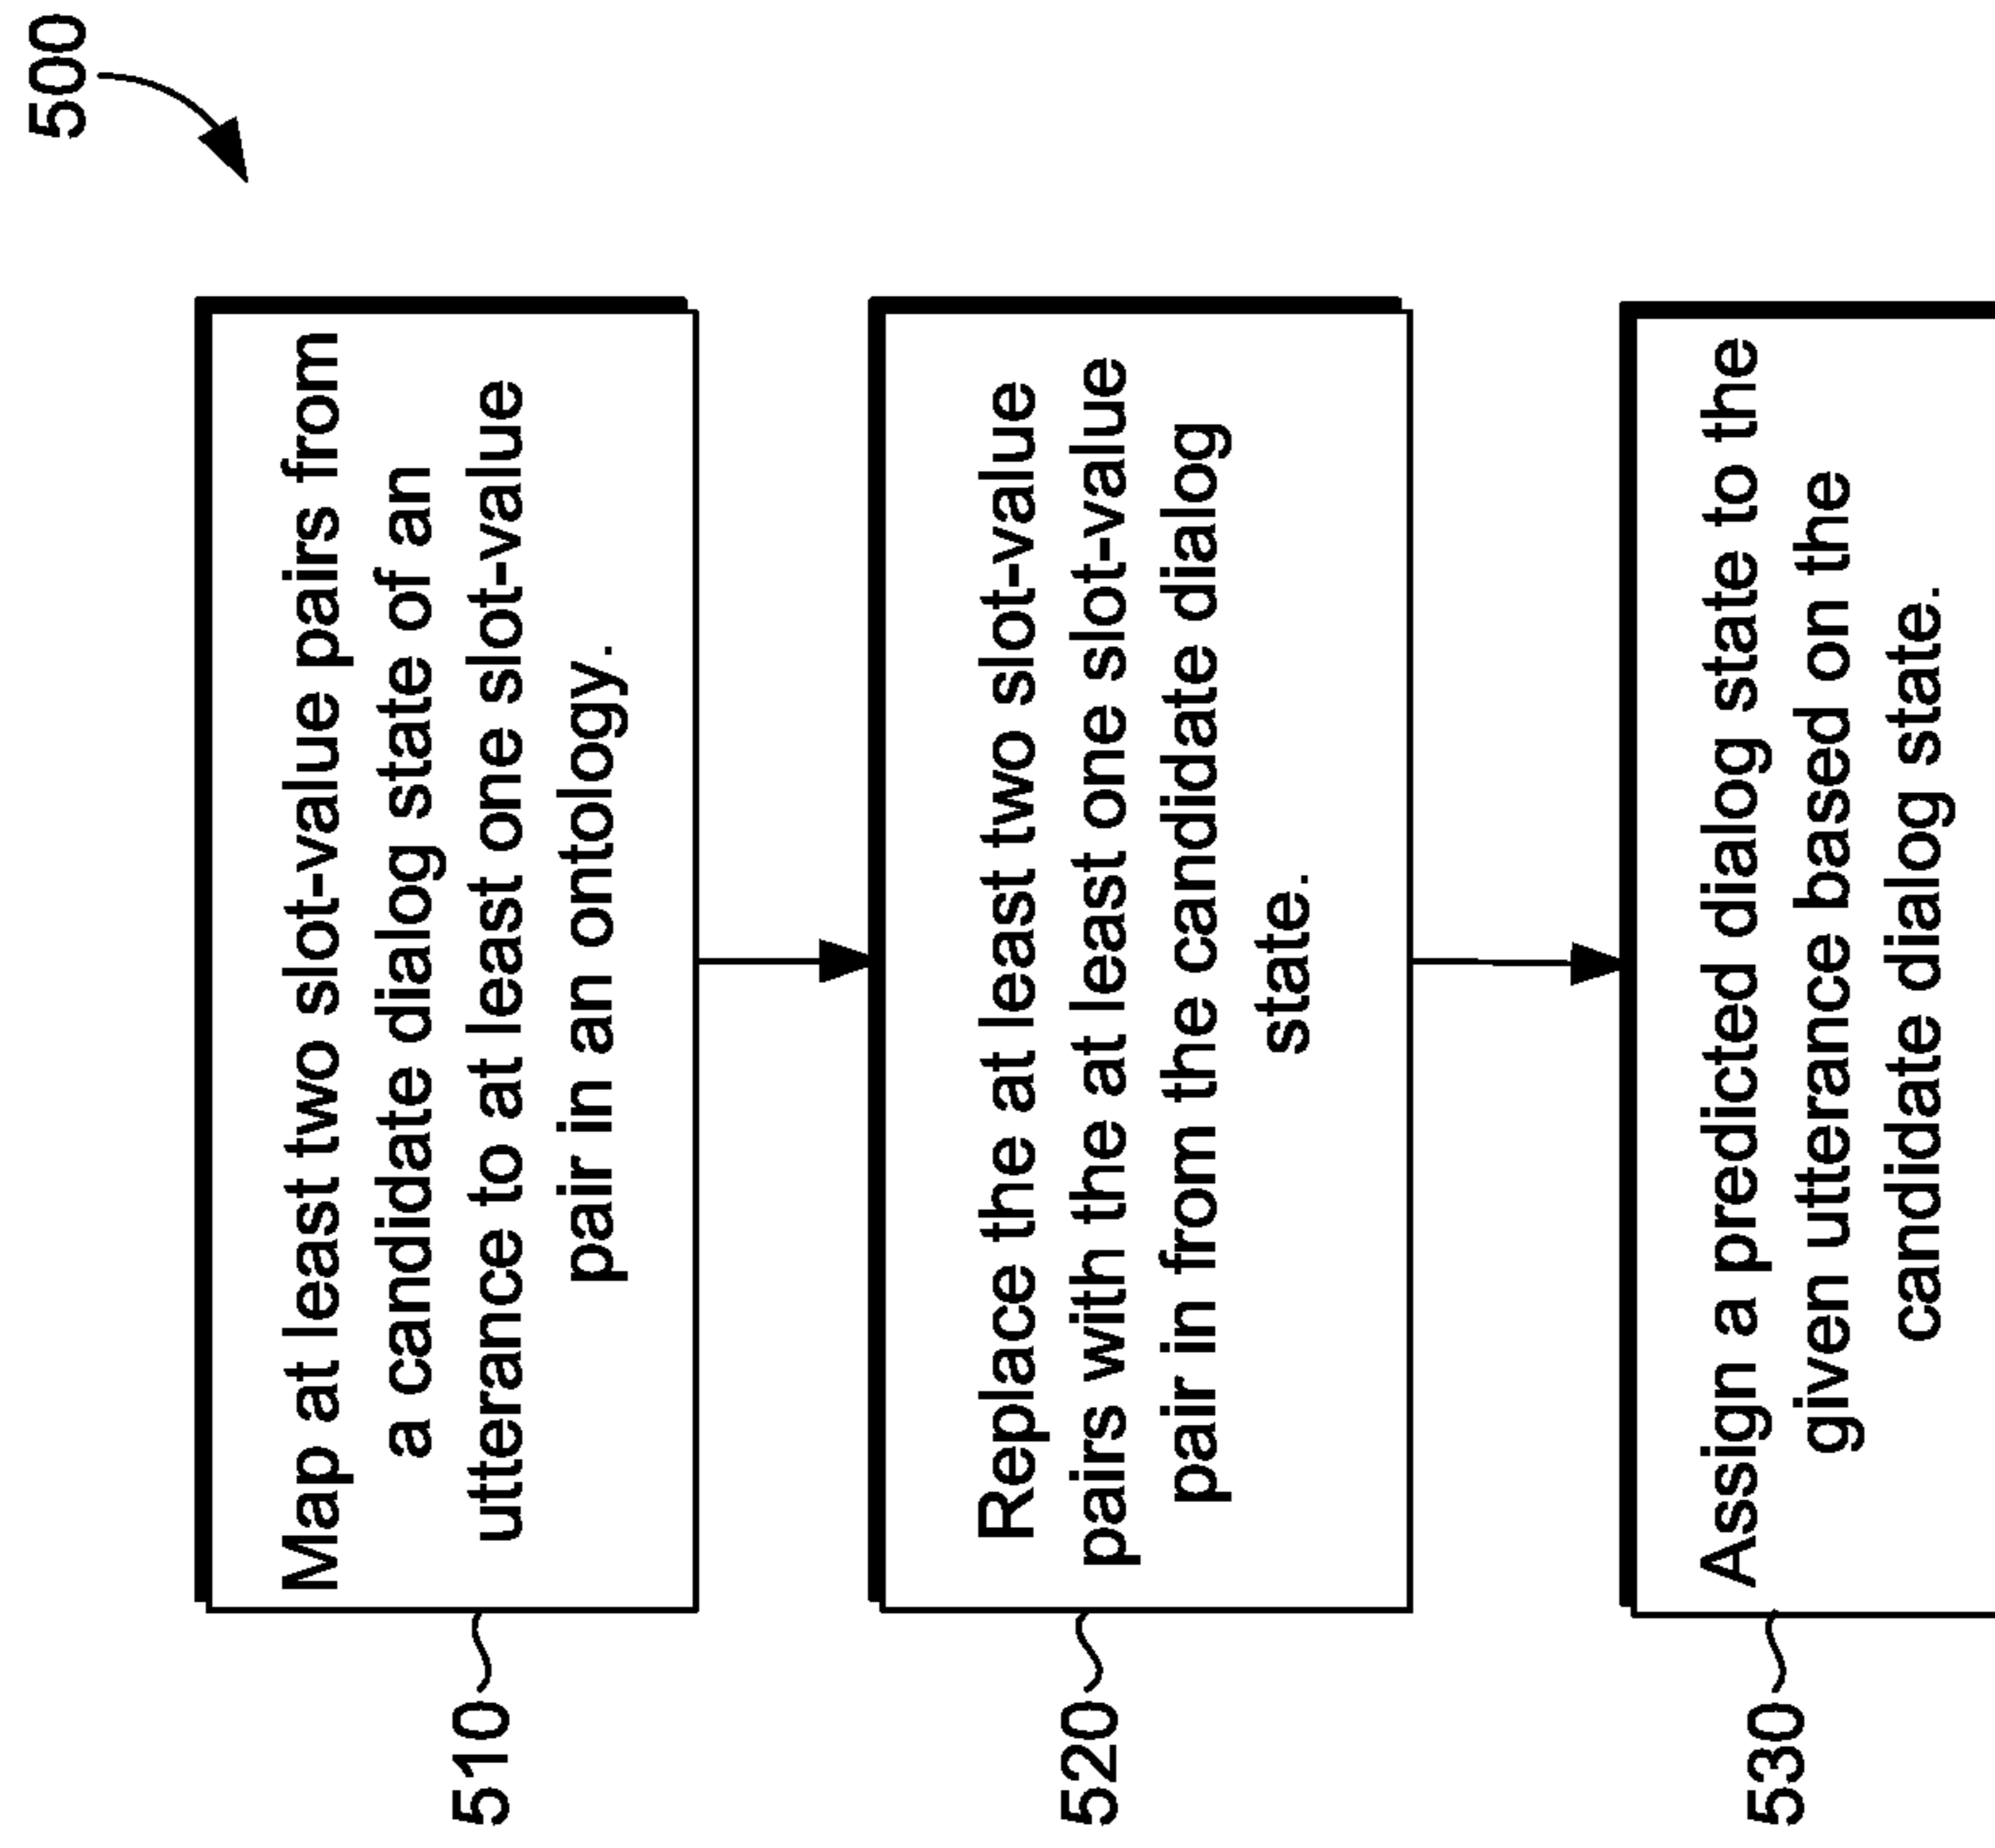 500
510
Map at least two slot-value pairs from
a candidate dialog state of an
utterance to at least one slot-value
pair in an ontology.
520
Replace the at least two slot-value
pairs with the at least one slot-value
pair in from the candidate dialog
state.
530
Assign a predicted dialog state to the
given utterance based on the
candidate dialog state.